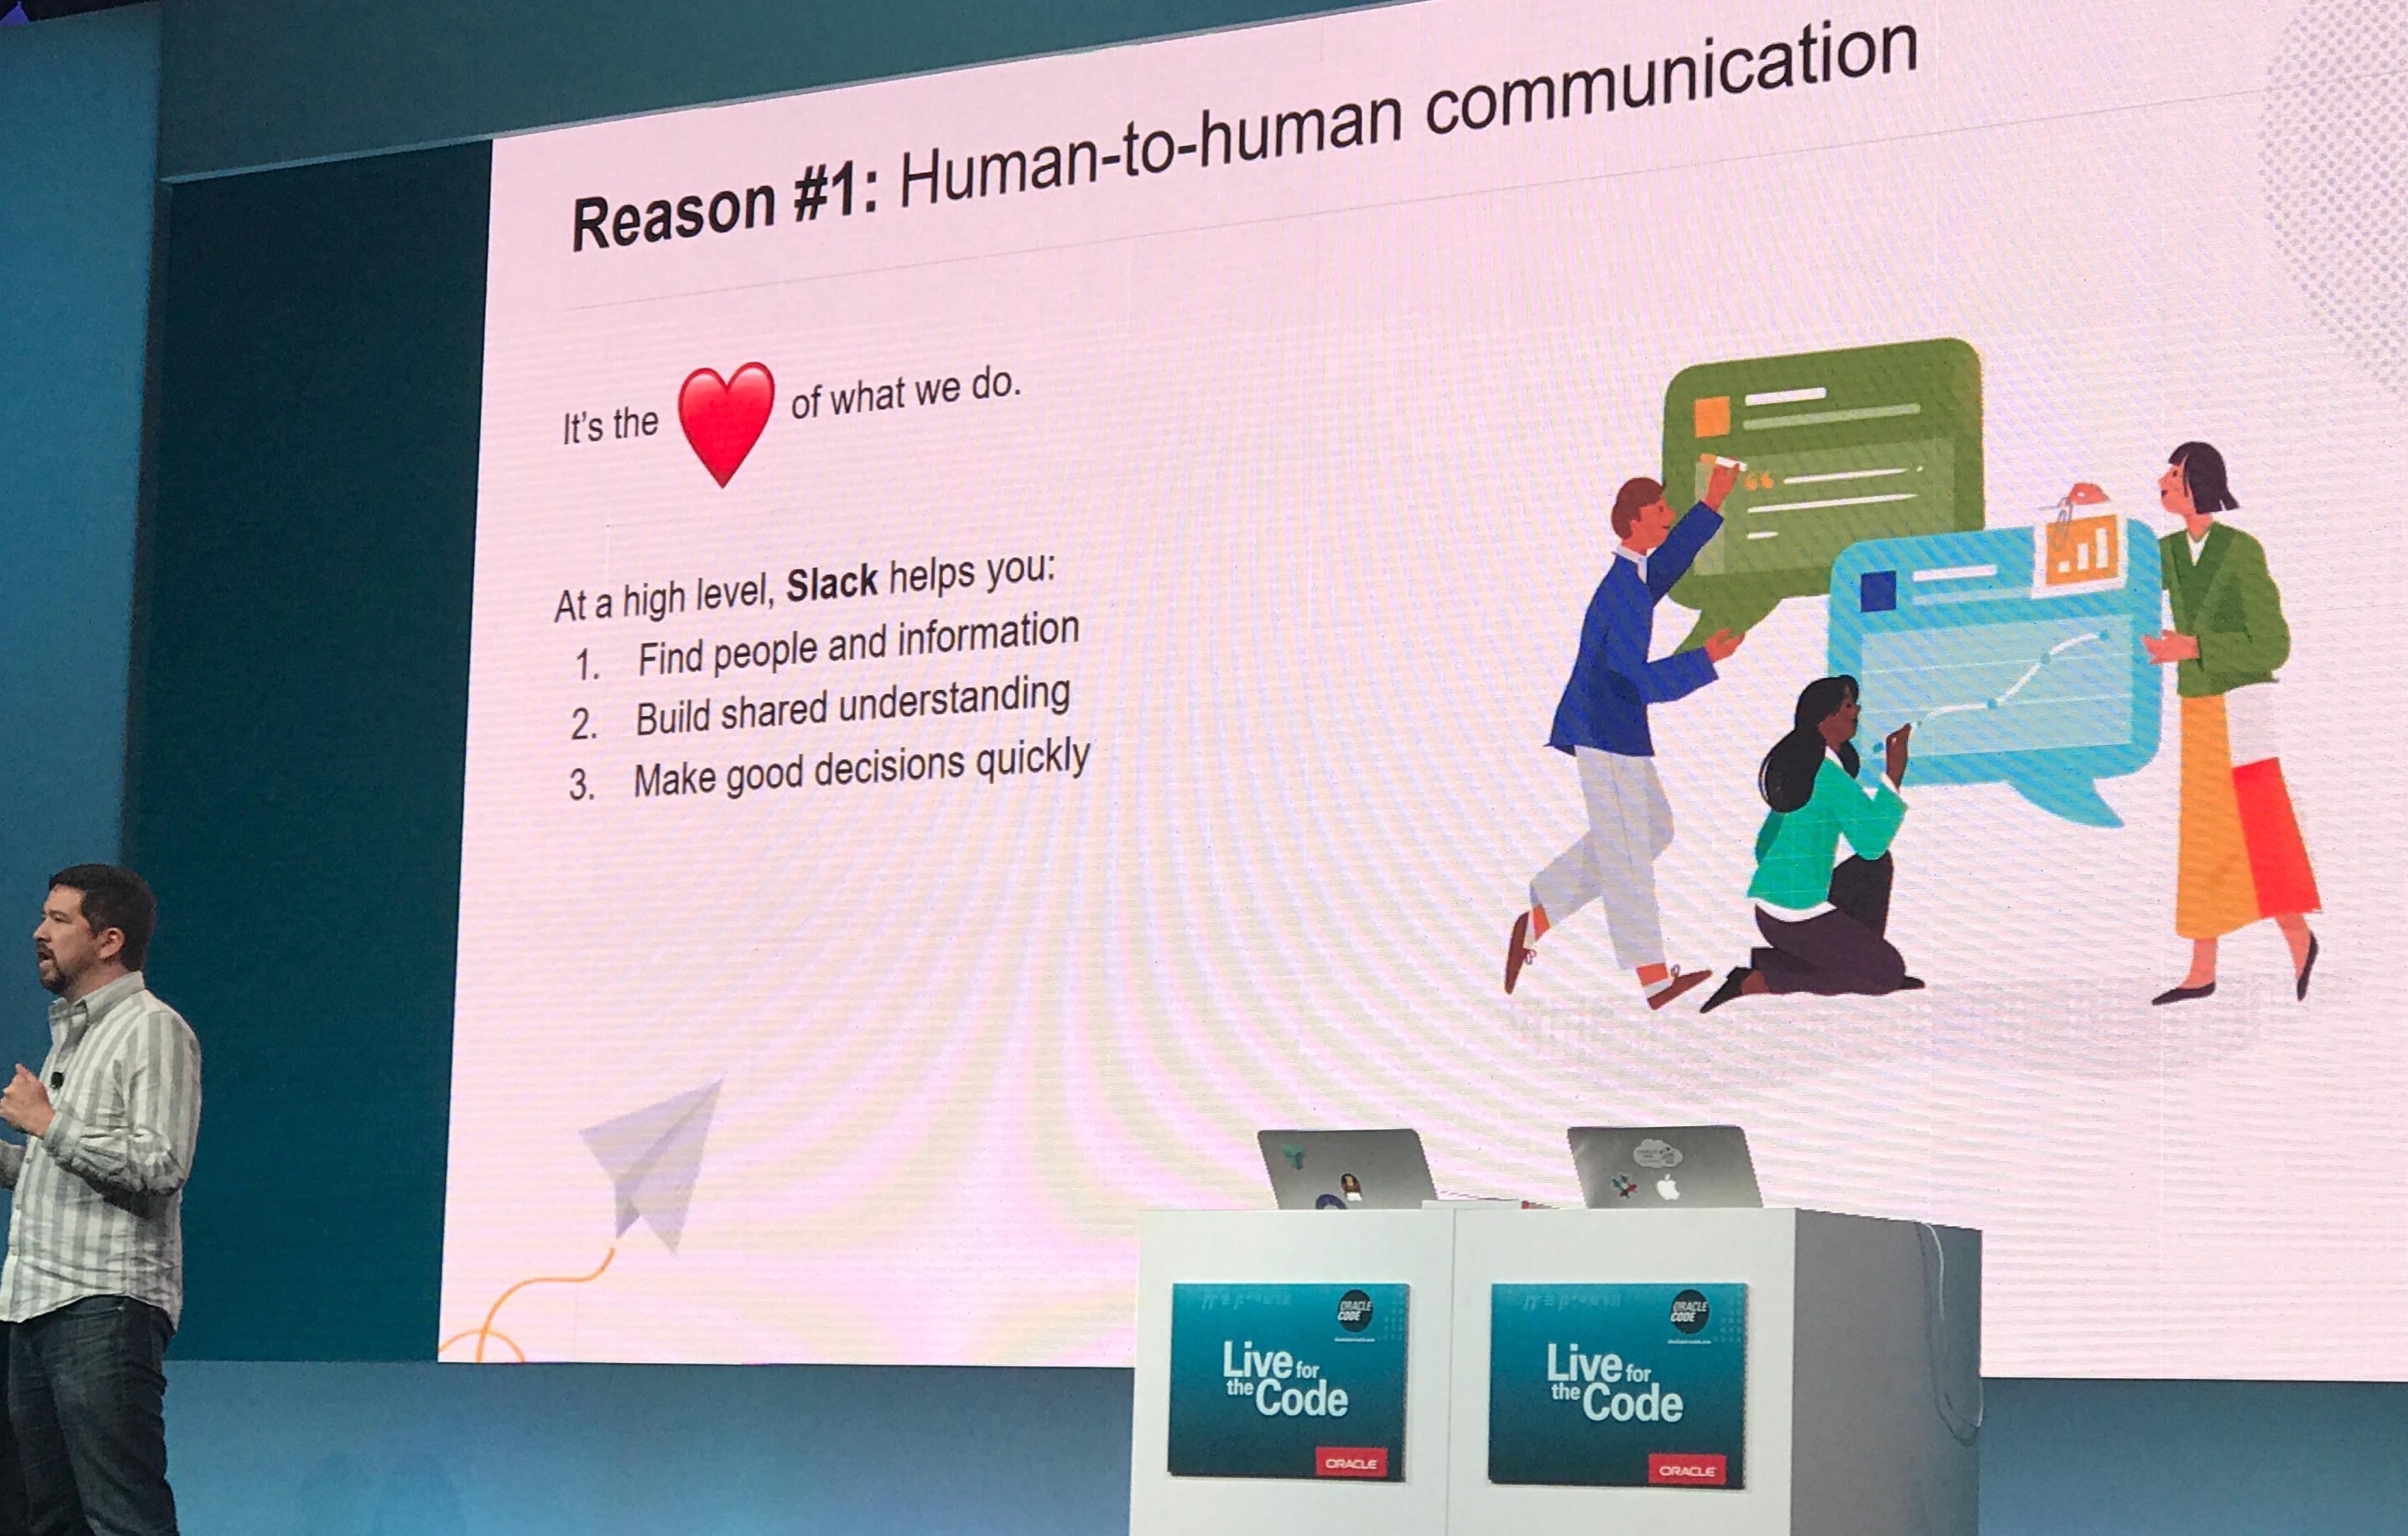 Reason #1: Human-to-human communication
It's the ❤️ of what we do.
At a high level, Slack helps you:
1. Find people and information
2. Build shared understanding
3. Make good decisions quickly
ORACLE
CODE
Live for
the Code
ORACLE
ORACLE
CODE
Live for
the Code
ORACLE